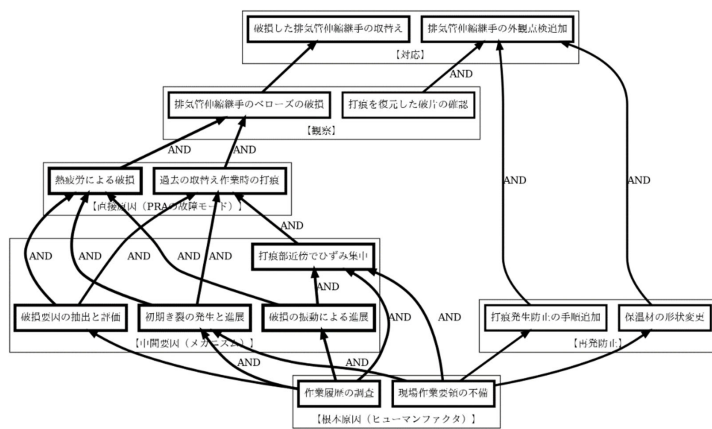 破損した排気管伸縮継手の取替え
排気管伸縮継手の外観点検追加
【対応】
AND
排気管伸縮継手のベローズの破損
打痕を復元した破片の確認
【観察】
AND
AND
熱疲労による破損
過去の取替え作業時の打痕
AND
AND
【直接原因（PRAの故障モード）】
AND
打痕部近傍でひずみ集中
AND
AND
AND
AND
AND
破損要因の抽出と評価
初期き裂の発生と進展
破損の振動による進展
AND
AND
打痕発生防止の手順追加
保温材の形状変更
【中間要因（メカニズム）】
【再発防止】
AND
AND
作業履歴の調査
現場作業要領の不備
【根本原因（ヒューマンファクタ）】